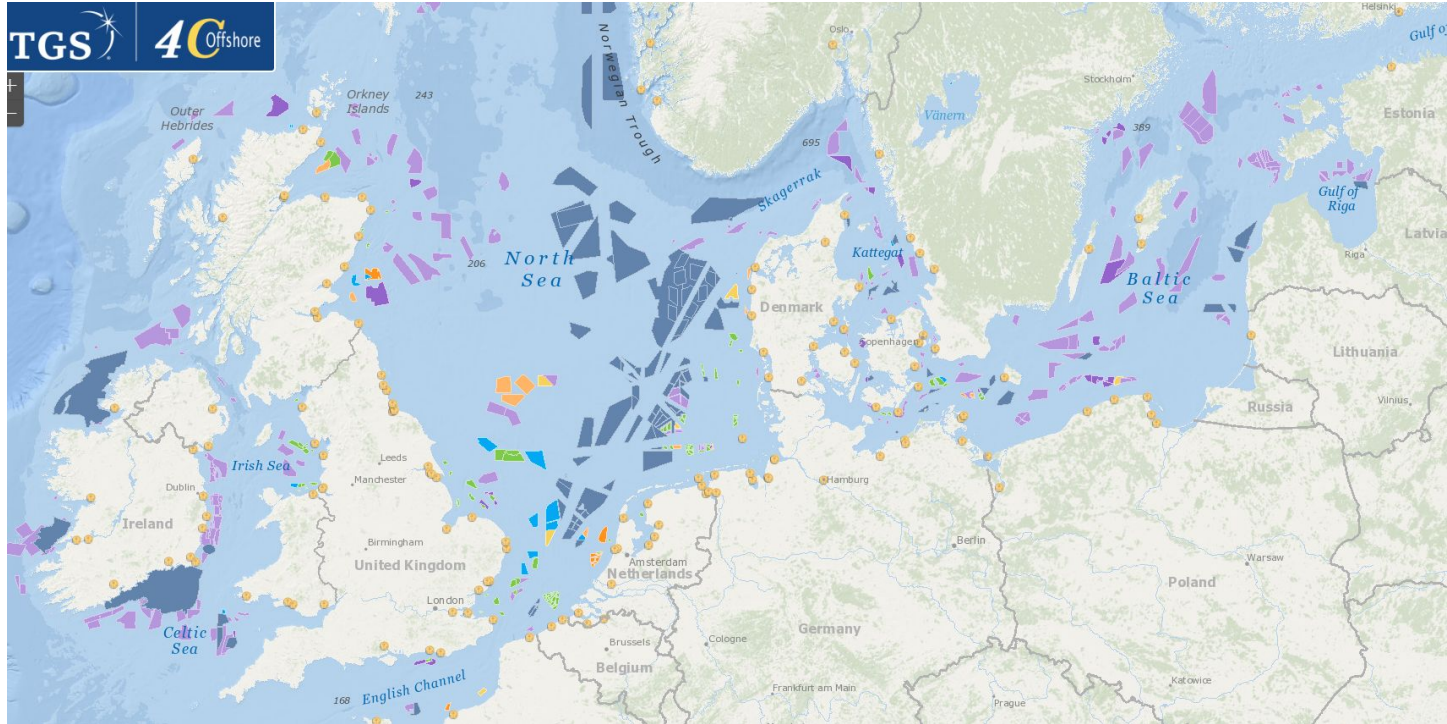 TGS
4C Offshore
+
−
Norwegian Trough
Oslo
Helsinki
Gulf of
Stockholm
Orkney
Islands
243
Outer
Hebrides
Vänern
389
Estonia
695
Skagerrak
Gulf of
Riga
Latvia
Riga
206
North
Sea
Kattegat
Baltic
Sea
Denmark
Copenhagen
Lithuania
Vilnius
Russia
Irish Sea
Leeds
Manchester
Dublin
Ireland
Hamburg
Birmingham
United Kingdom
Amsterdam
Netherlands
Berlin
Warsaw
Poland
London
Celtic
Sea
Brussels
Belgium
Cologne
Germany
English Channel
168
Frankfurt am Main
Prague
Katowice